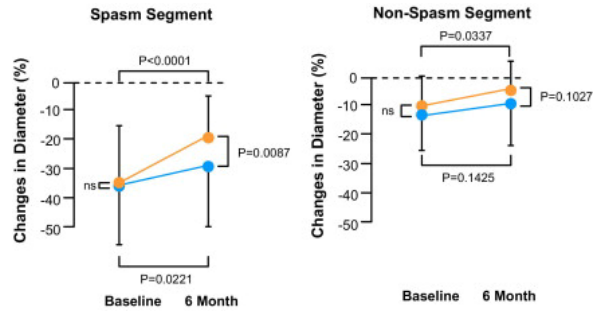 Spasm Segment
P<0.0001
Changes in Diameter (%)
0
-10
-20
-30
-40
-50
ns
P=0.0087
P=0.0221
Baseline 6 Month
Non-Spasm Segment
P=0.0337
Changes in Diameter (%)
0
-10
-20
-30
-40
-50
ns
P=0.1027
P=0.1425
Baseline 6 Month